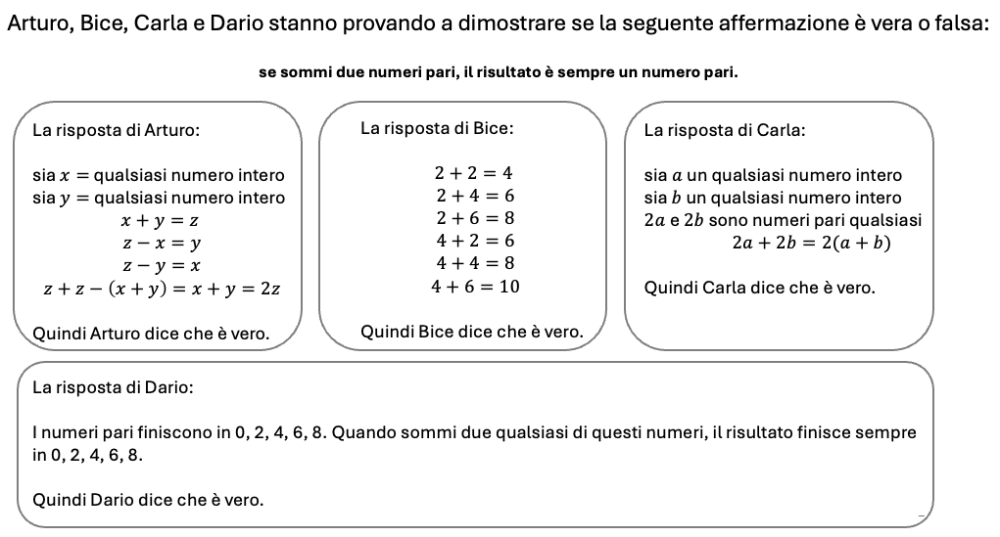 Arturo, Bice, Carla e Dario stanno provando a dimostrare se la seguente affermazione è vera o falsa:
se sommi due numeri pari, il risultato è sempre un numero pari.
La risposta di Arturo:
sia x = qualsiasi numero intero
sia y = qualsiasi numero intero
x + y = z
z − x = y
z − y = x
z + z − (x + y) = x + y = 2z
Quindi Arturo dice che è vero.
La risposta di Bice:
2 + 2 = 4
2 + 4 = 6
2 + 6 = 8
4 + 2 = 6
4 + 4 = 8
4 + 6 = 10
Quindi Bice dice che è vero.
La risposta di Carla:
sia a un qualsiasi numero intero
sia b un qualsiasi numero intero
2a e 2b sono numeri pari qualsiasi
2a + 2b = 2(a + b)
Quindi Carla dice che è vero.
La risposta di Dario:
I numeri pari finiscono in 0, 2, 4, 6, 8. Quando sommi due qualsiasi di questi numeri, il risultato finisce sempre
in 0, 2, 4, 6, 8.
Quindi Dario dice che è vero.